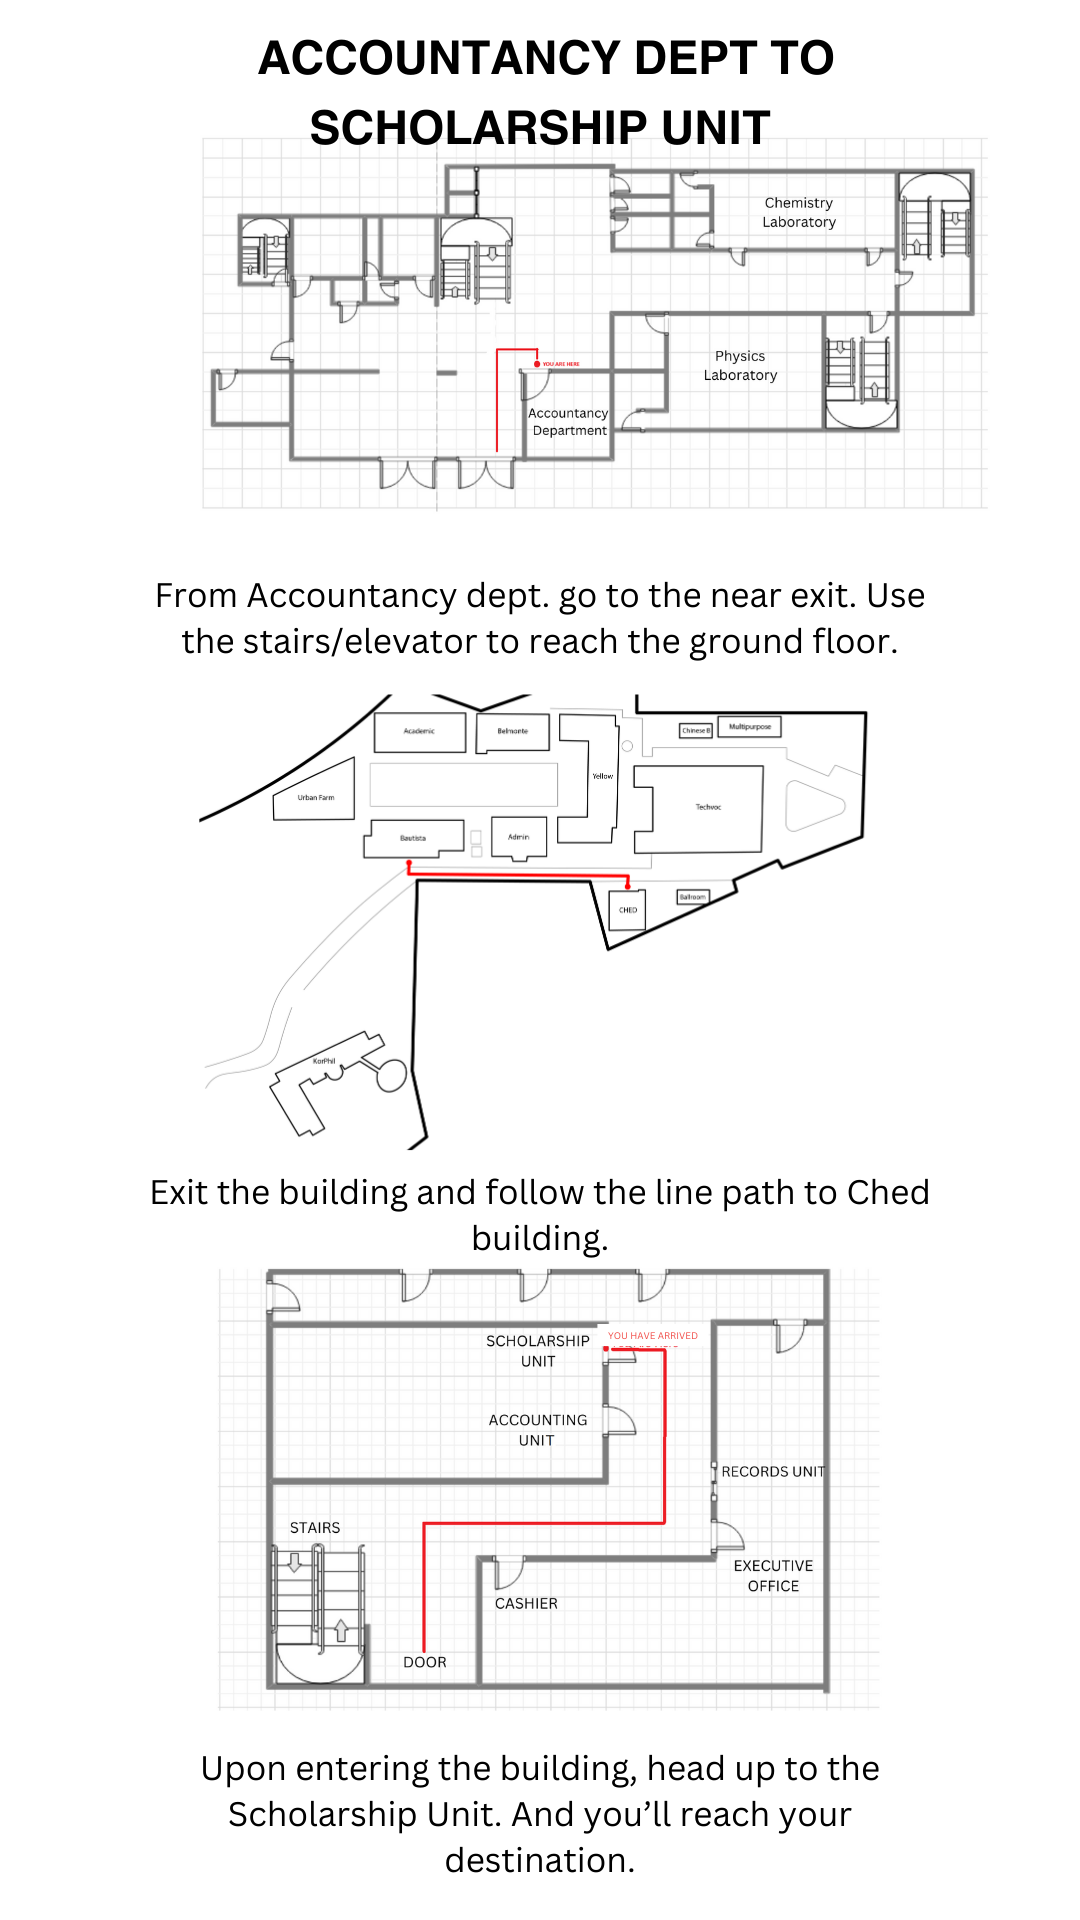 ACCOUNTANCY DEPT TO
SCHOLARSHIP UNIT
Chemistry
Laboratory
YOU ARE HERE
Physics
Laboratory
Accountancy
Department
From Accountancy dept. go to the near exit. Use
the stairs/elevator to reach the ground floor.
Academic
Belmonte
Chinese B
Multipurpose
Yellow
Urban Farm
Techvoc
Bautista
Admin
CHED
Ballroom
KorPhil
Exit the building and follow the line path to Ched
building.
YOU HAVE ARRIVED
SCHOLARSHIP
UNIT
ACCOUNTING
UNIT
RECORDS UNIT
STAIRS
EXECUTIVE
OFFICE
CASHIER
DOOR
Upon entering the building, head up to the
Scholarship Unit. And you’ll reach your
destination.